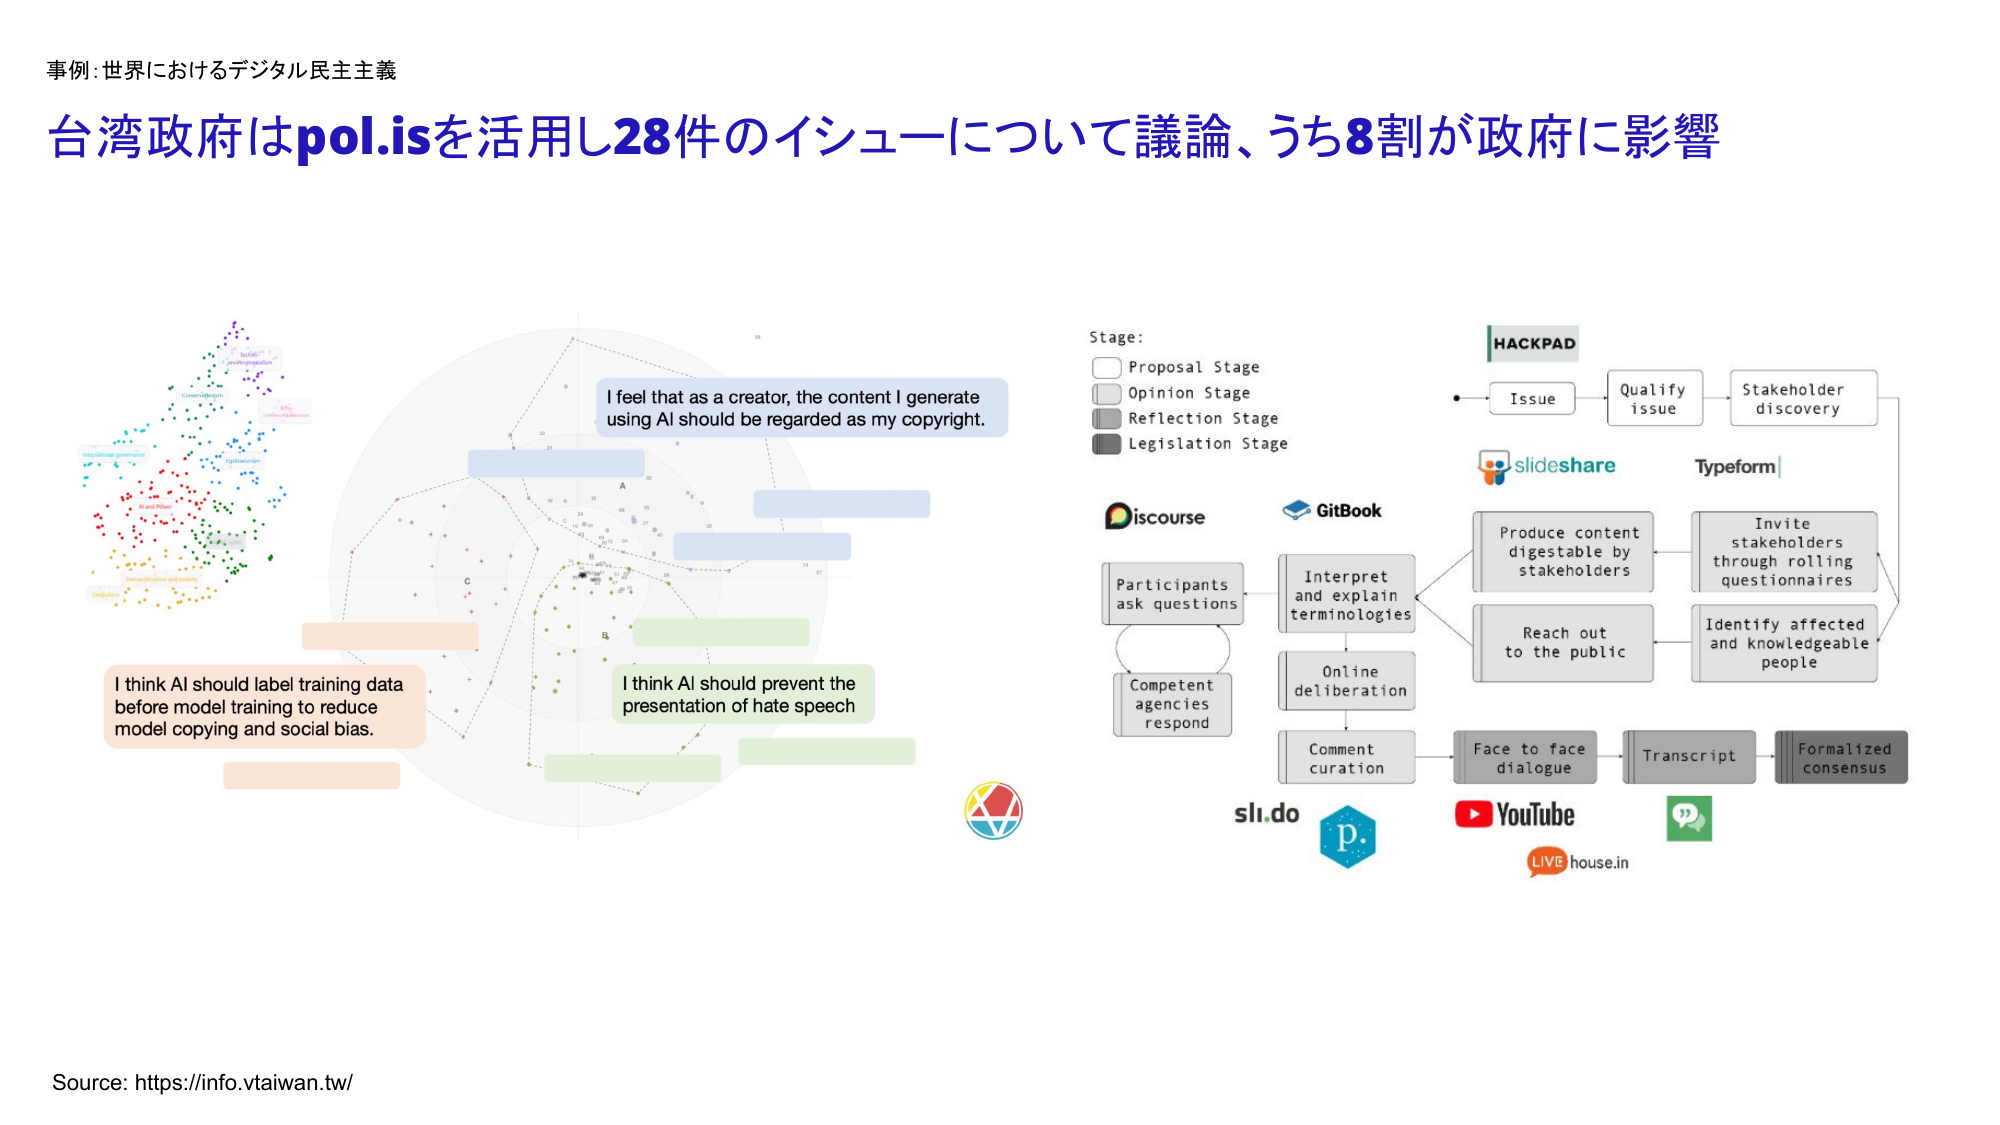 事例：世界におけるデジタル民主主義
台湾政府はpol.isを活用し28件のイシューについて議論、うち8割が政府に影響
Conservatism
International governance
Egalitarianism
AI and Power
I feel that as a creator, the content I generate
using AI should be regarded as my copyright.
A
C
B
I think AI should label training data
before model training to reduce
model copying and social bias.
I think AI should prevent the
presentation of hate speech
Stage:
Proposal Stage
Opinion Stage
Reflection Stage
Legislation Stage
HACKPAD
Issue
Qualify
issue
Stakeholder
discovery
slideshare
Typeform
Discourse
GitBook
Produce content
digestable by
stakeholders
Invite
stakeholders
through rolling
questionnaires
Participants
ask questions
Interpret
and explain
terminologies
Reach out
to the public
Identify affected
and knowledgeable
people
Competent
agencies
respond
Online
deliberation
Comment
curation
Face to face
dialogue
Transcript
Formalized
consensus
sli.do
p.
YouTube
LIVE house.in
Source: https://info.vtaiwan.tw/